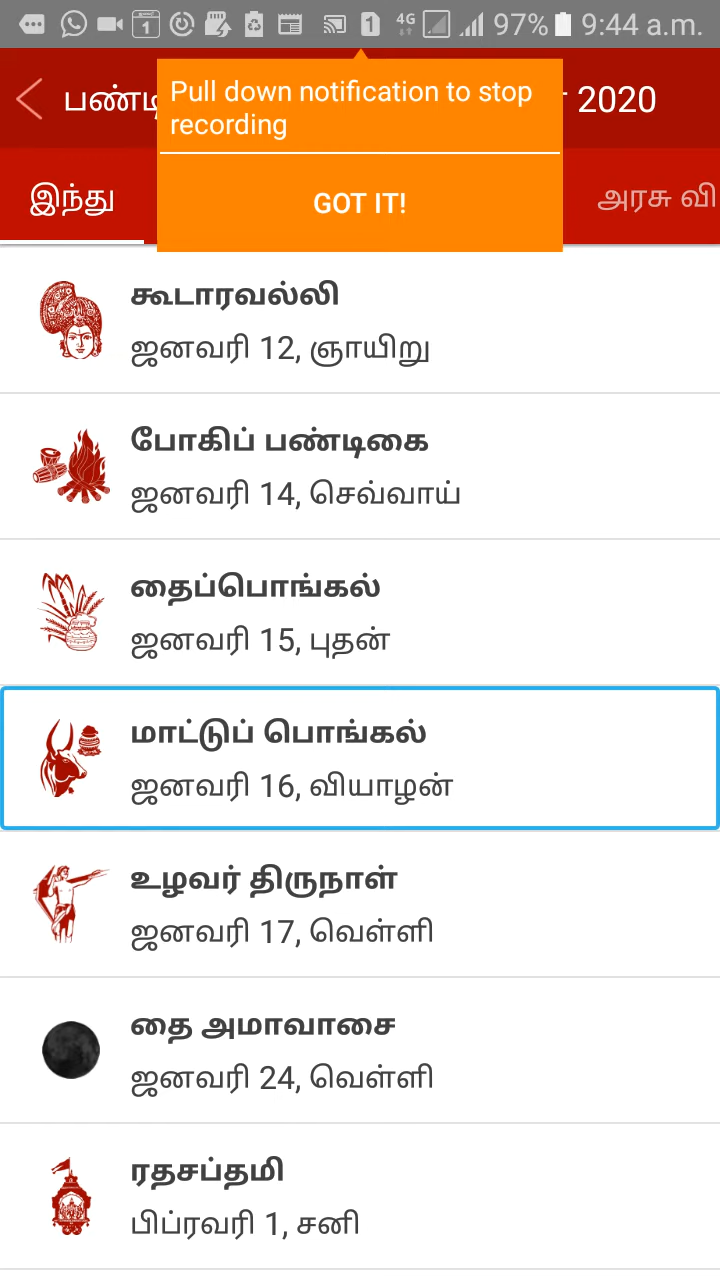 4G 97% 9:44 a.m.
2020
Pull down notification to stop
recording
GOT IT!
இந்து
அரசு
கூடாரவல்லி
ஜனவரி 12, ஞாயிறு
போகிப் பண்டிகை
ஜனவரி 14, செவ்வாய்
தைப்பொங்கல்
ஜனவரி 15, புதன்
மாட்டுப் பொங்கல்
ஜனவரி 16, வியாழன்
உழவர் திருநாள்
ஜனவரி 17, வெள்ளி
தை அமாவாசை
ஜனவரி 24, வெள்ளி
ரதசப்தமி
பிப்ரவரி 1, சனி